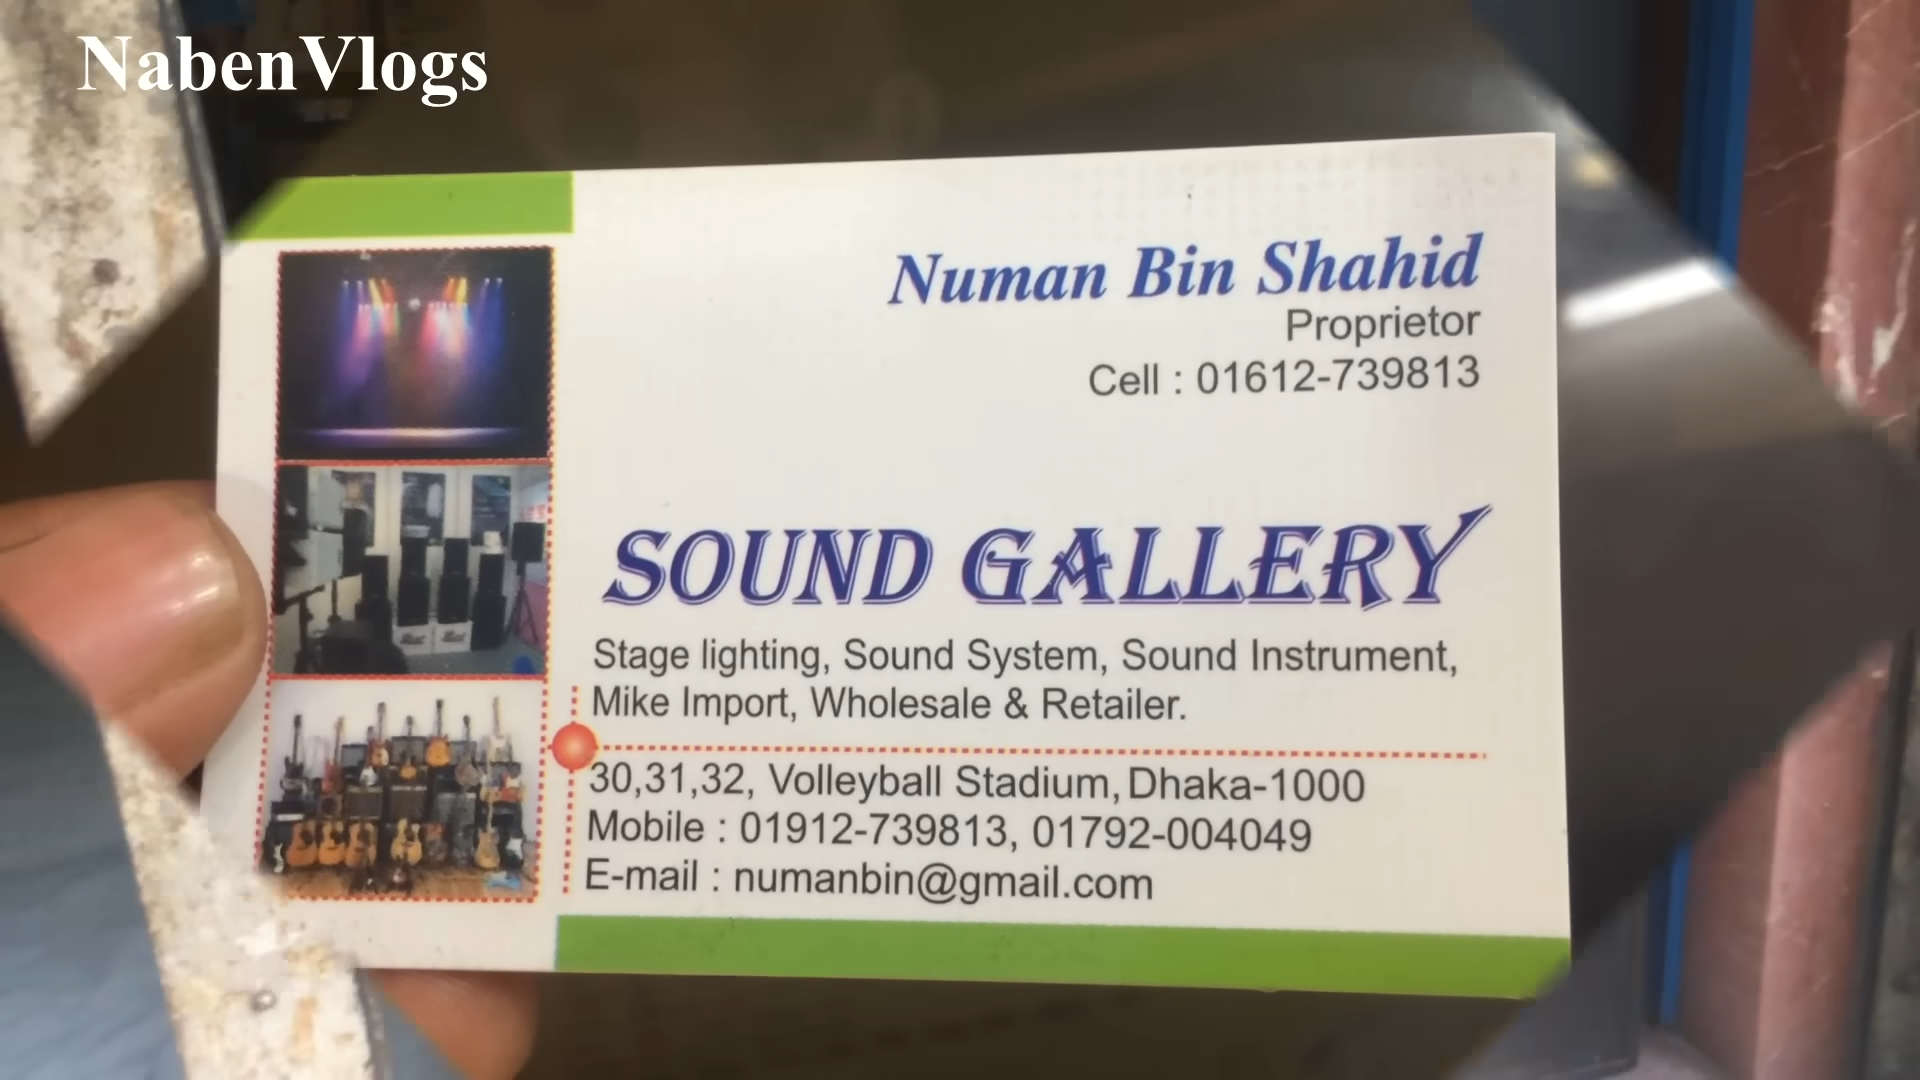 NabenVlogs
Numan Bin Shahid
Proprietor
Cell : 01612-739813
SOUND GALLERY
Stage lighting, Sound System, Sound Instrument,
Mike Import, Wholesale & Retailer.
30,31,32, Volleyball Stadium, Dhaka-1000
Mobile : 01912-739813, 01792-004049
E-mail : numanbin@gmail.com